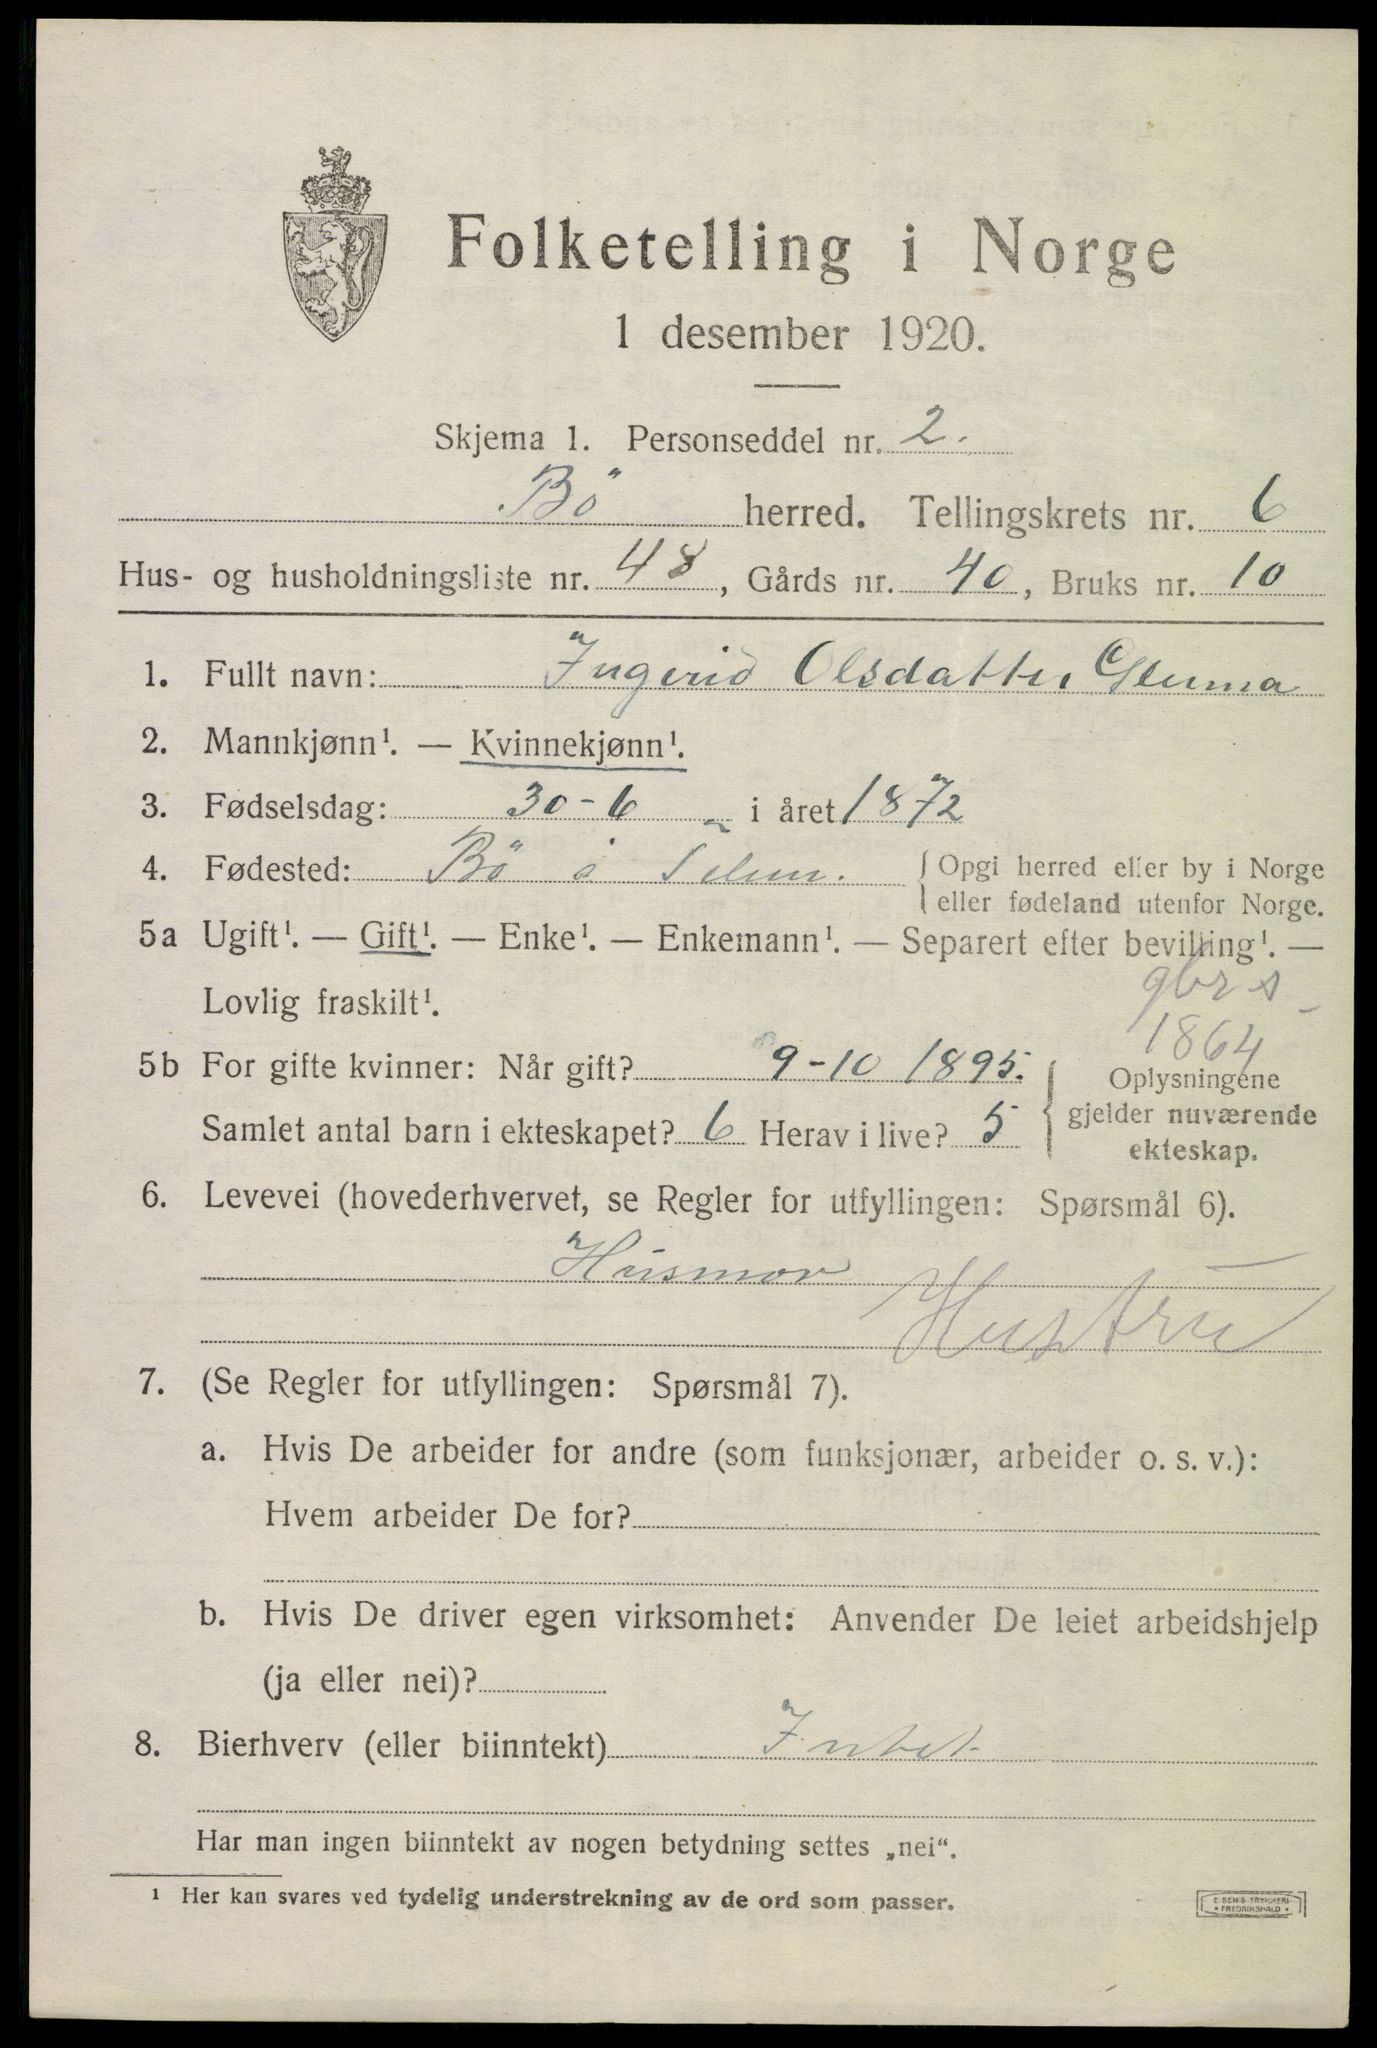 Folketelling i Norge
1 desember 1920.
Skjema 1. Personseddel nr. 2.
Bö herred. Tellingskrets nr. 6
Hus- og husholdningsliste nr. 48, Gårds nr. 40, Bruks nr. 10
1. Fullt navn: Ingerid Olsdatter
2. Mannkjønn¹. — Kvinnekjønn¹.
3. Fødselsdag: 30-6 i året 1872
4. Fødested: Bö i Telem. Opgi herred eller by i Norge
eller fødeland utenfor Norge.
5a Ugift¹. — Gift¹. — Enke¹. — Enkemann¹. — Separert efter bevilling¹. —
Lovlig fraskilt¹.
gbr s
1864
5b For gifte kvinner: Når gift? 9-10 1895.
Samlet antal barn i ekteskapet? 6 Herav i live? 5
Oplysningene
gjelder nuværende
ekteskap.
6. Levevei (hovederhvervet, se Regler for utfyllingen: Spørsmål 6).
Husmor
Hustru
7. (Se Regler for utfyllingen: Spørsmål 7).
a. Hvis De arbeider for andre (som funksjonær, arbeider o. s. v.):
Hvem arbeider De for?
b. Hvis De driver egen virksomhet: Anvender De leiet arbeidshjelp
(ja eller nei)?
8. Bierhverv (eller biinntekt) Intet
Har man ingen biinntekt av nogen betydning settes „nei“.
¹ Her kan svares ved tydelig understrekning av de ord som passer.
E. SEM'S TRYKKERI
• FREDRIKSHALD •